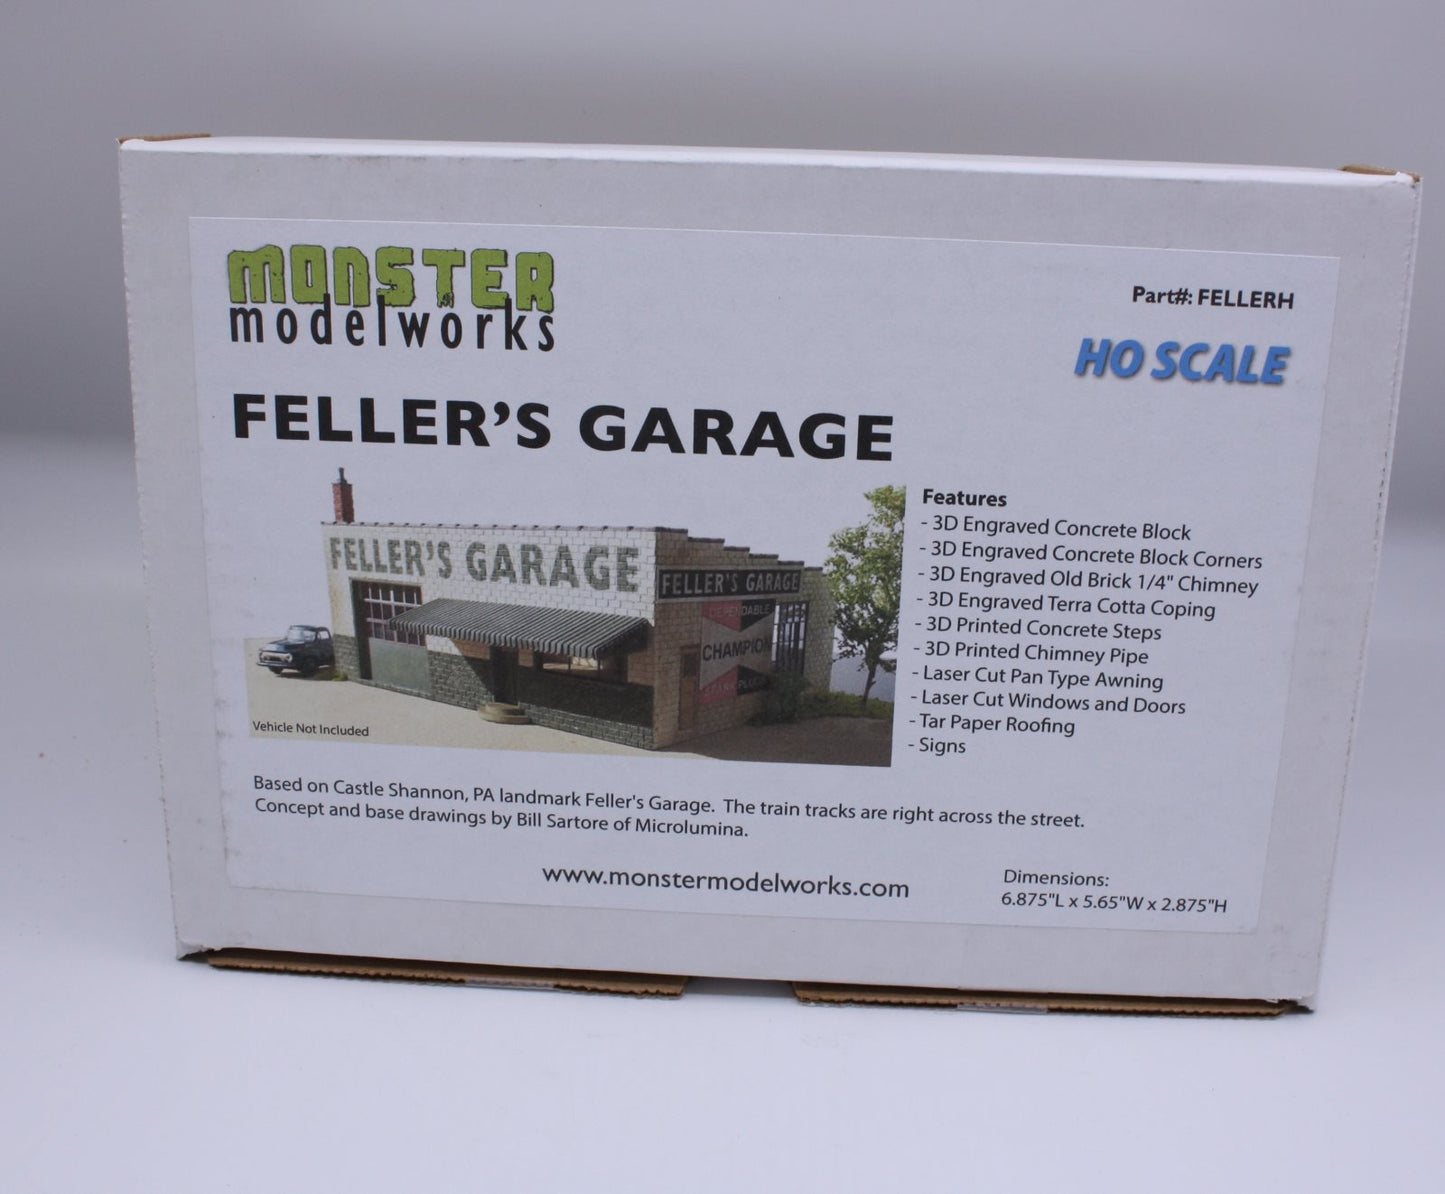 MONSTER
modelworks
Part#: FELLERH
HO SCALE
FELLER'S GARAGE
FELLER'S GARAGE
FELLER'S GARAGE
DEPENDABLE
CHAMPION
SPARK PLUGS
Vehicle Not Included
Features
- 3D Engraved Concrete Block
- 3D Engraved Concrete Block Corners
- 3D Engraved Old Brick 1/4" Chimney
- 3D Engraved Terra Cotta Coping
- 3D Printed Concrete Steps
- 3D Printed Chimney Pipe
- Laser Cut Pan Type Awning
- Laser Cut Windows and Doors
- Tar Paper Roofing
- Signs
Based on Castle Shannon, PA landmark Feller's Garage.  The train tracks are right across the street.
Concept and base drawings by Bill Sartore of Microlumina.
www.monstermodelworks.com
Dimensions:
6.875"L x 5.65"W x 2.875"H